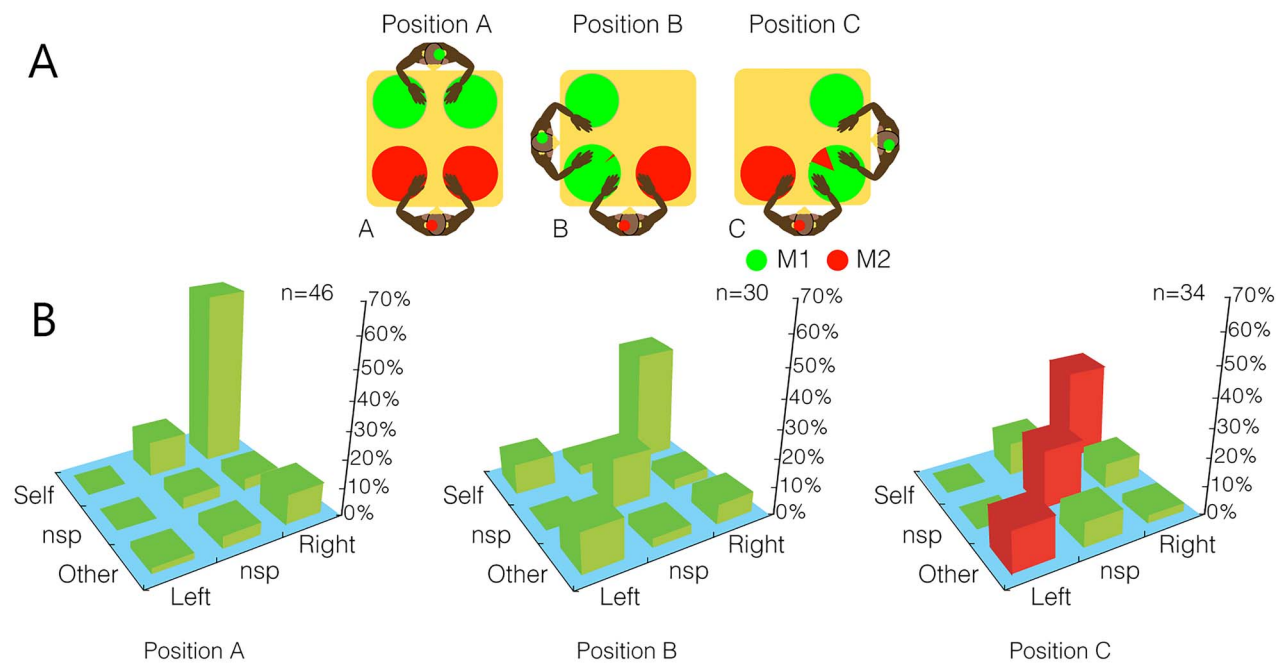 A
Position A
Position B
Position C
A
B
C
M1
M2
B
n=46
70%
60%
50%
40%
30%
20%
10%
0%
Self
nsp
Other
Left
nsp
Right
Position A
n=30
70%
60%
50%
40%
30%
20%
10%
0%
Self
nsp
Other
Left
nsp
Right
Position B
n=34
70%
60%
50%
40%
30%
20%
10%
0%
Self
nsp
Other
Left
nsp
Right
Position C